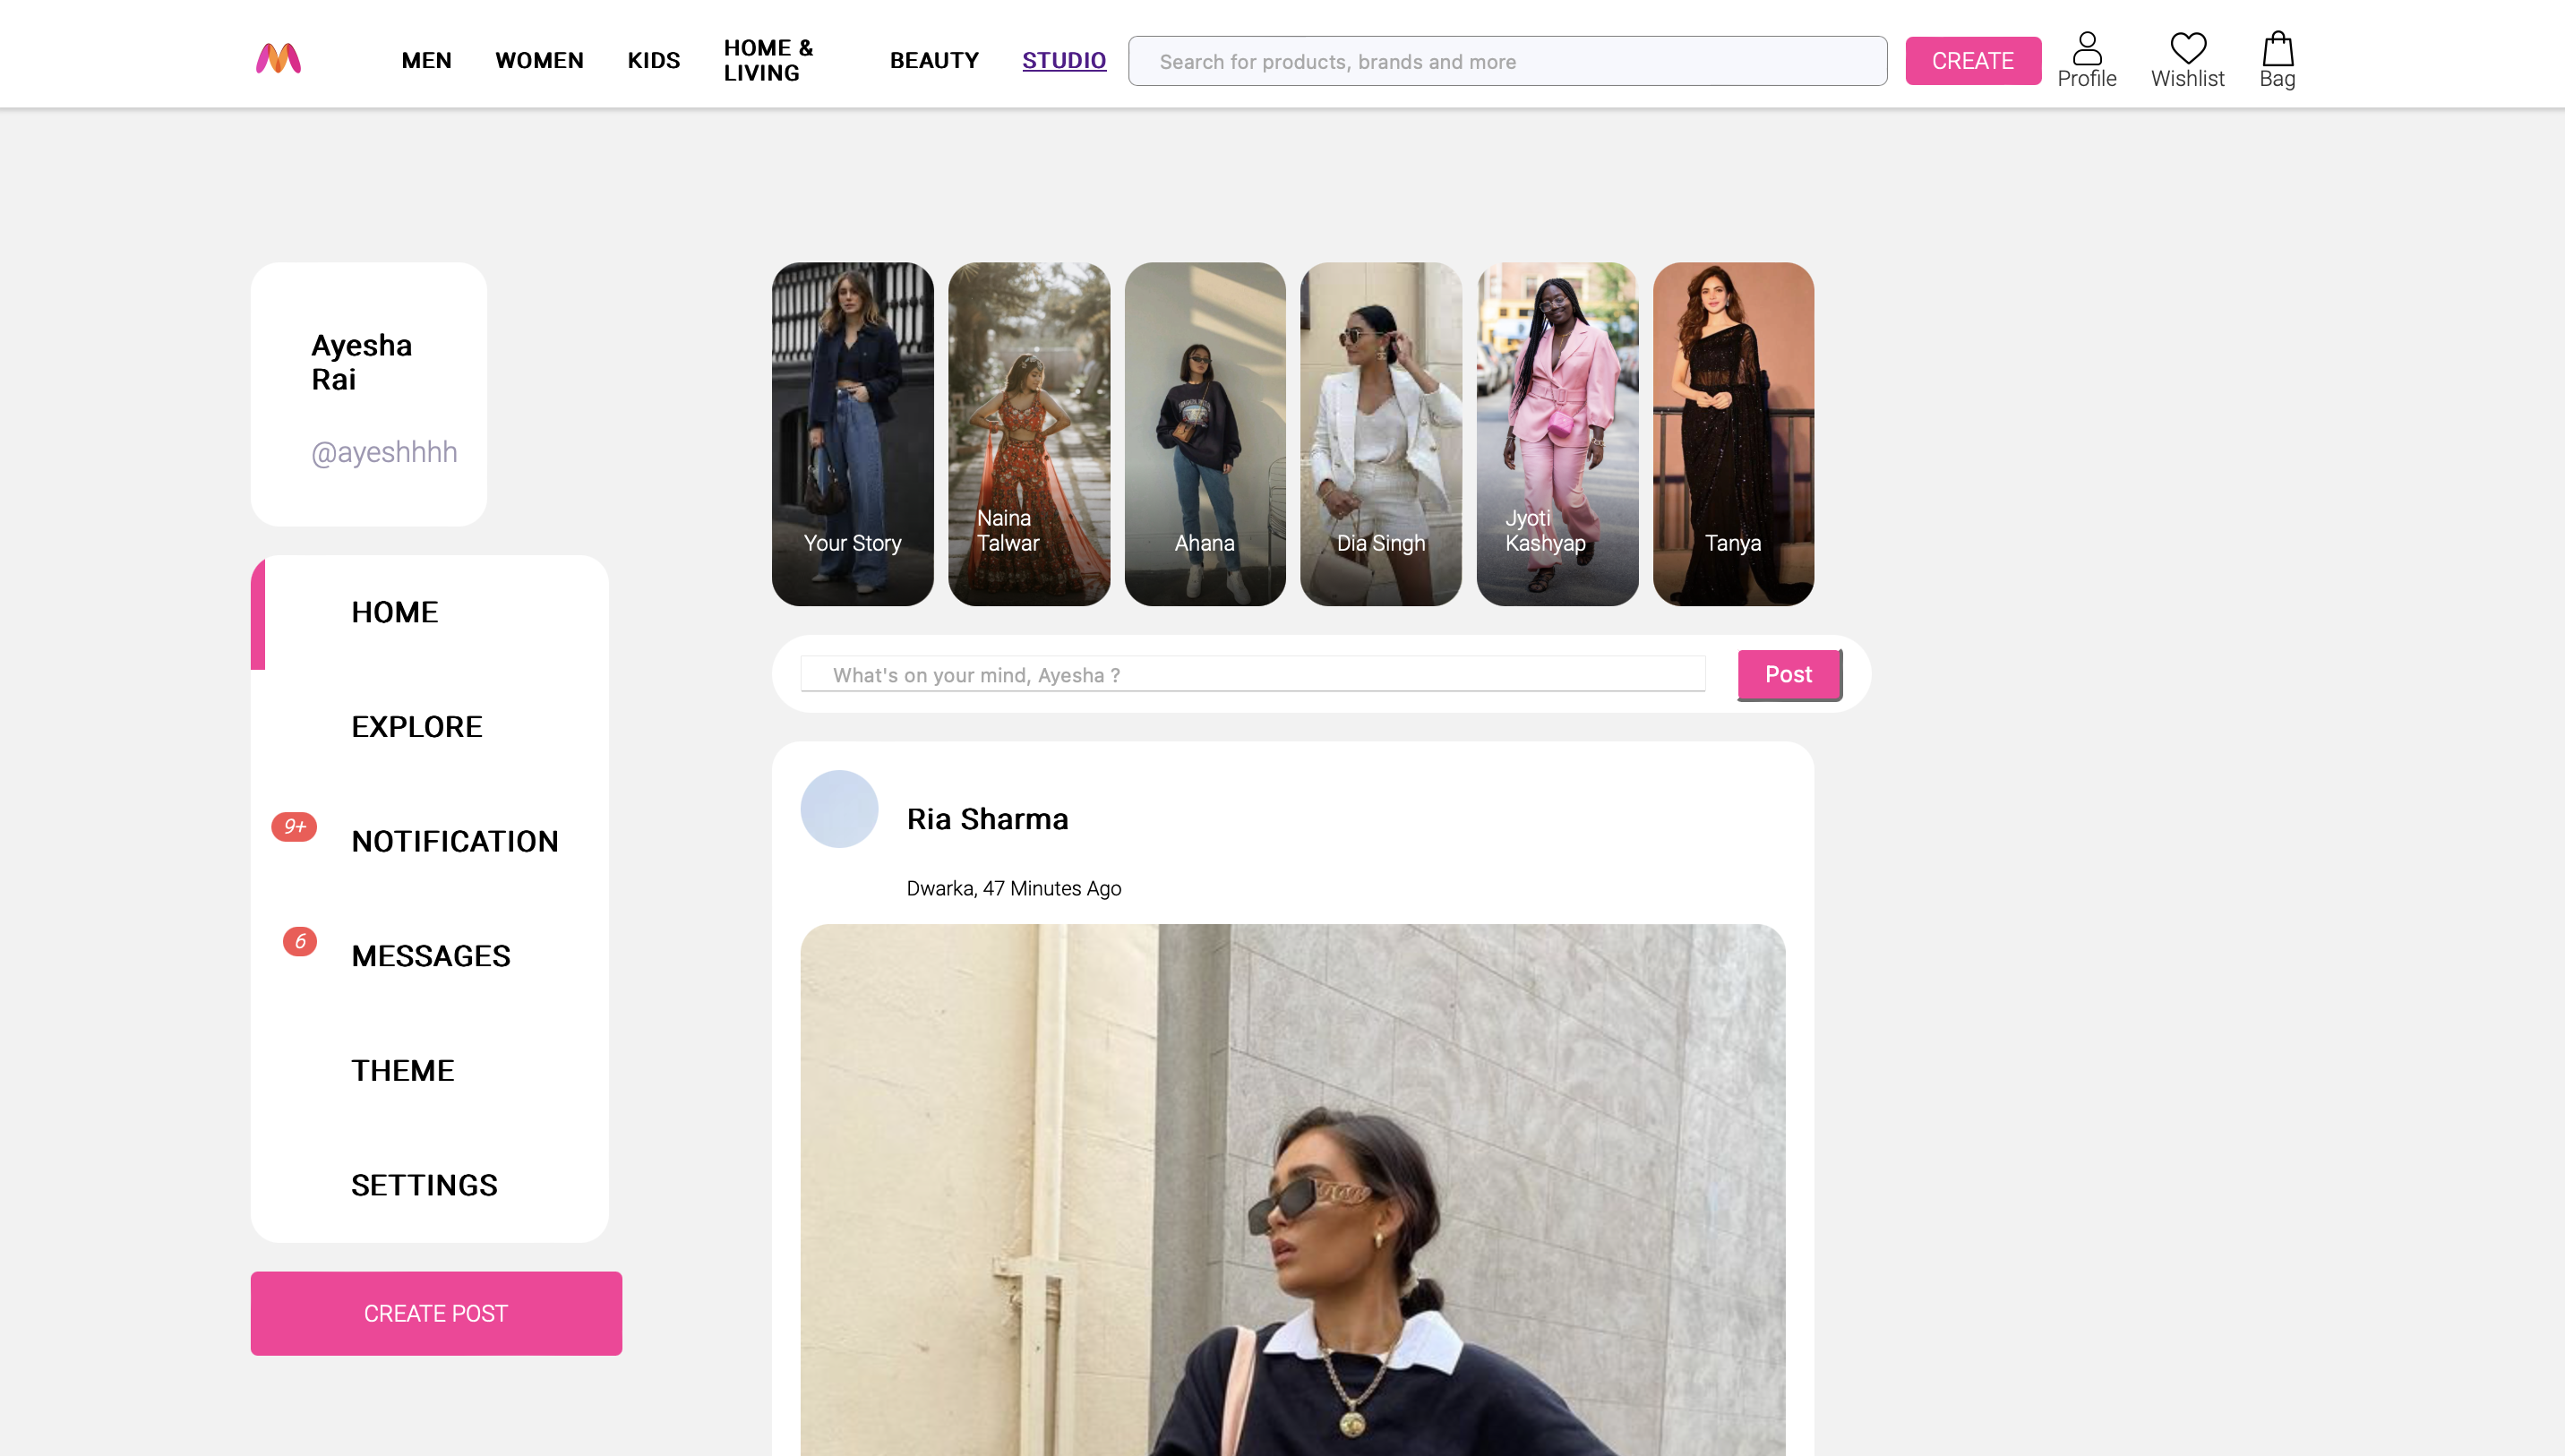 MEN
WOMEN
KIDS
HOME &
LIVING
BEAUTY
STUDIO
Search for products, brands and more
CREATE
Profile
Wishlist
Bag
Ayesha
Rai
@ayeshhhh
HOME
EXPLORE
9+
NOTIFICATION
6
MESSAGES
THEME
SETTINGS
CREATE POST
Your Story
Naina
Talwar
Ahana
Dia Singh
Jyoti
Kashyap
Tanya
What's on your mind, Ayesha ?
Post
Ria Sharma
Dwarka, 47 Minutes Ago